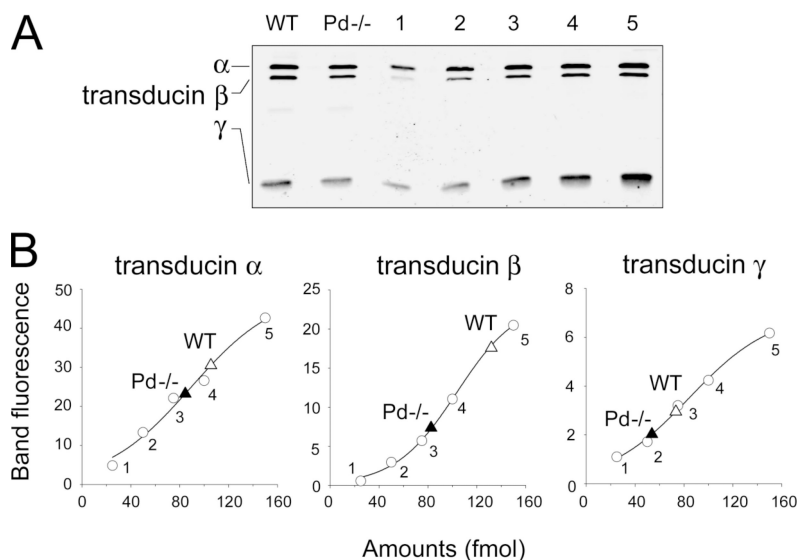 A
WT Pd-/- 1 2 3 4 5
α
transducin β
γ
B
transducin α
transducin β
transducin γ
Band fluorescence
50
40
30
20
10
0
0 40 80 120 160
1
2
3
4
5
Pd-/-
WT
25
20
15
10
5
0
0 40 80 120 160
1
2
3
4
5
Pd-/-
WT
8
6
4
2
0
0 40 80 120 160
1
2
3
4
5
Pd-/-
WT
Amounts (fmol)